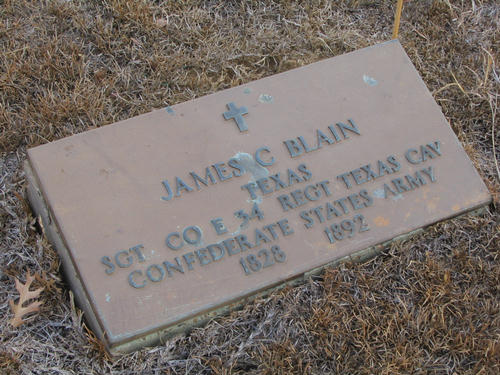 JAMES C BLAIN
TEXAS
SGT CO E 34 REGT TEXAS CAV
CONFEDERATE STATES ARMY
1828 1892